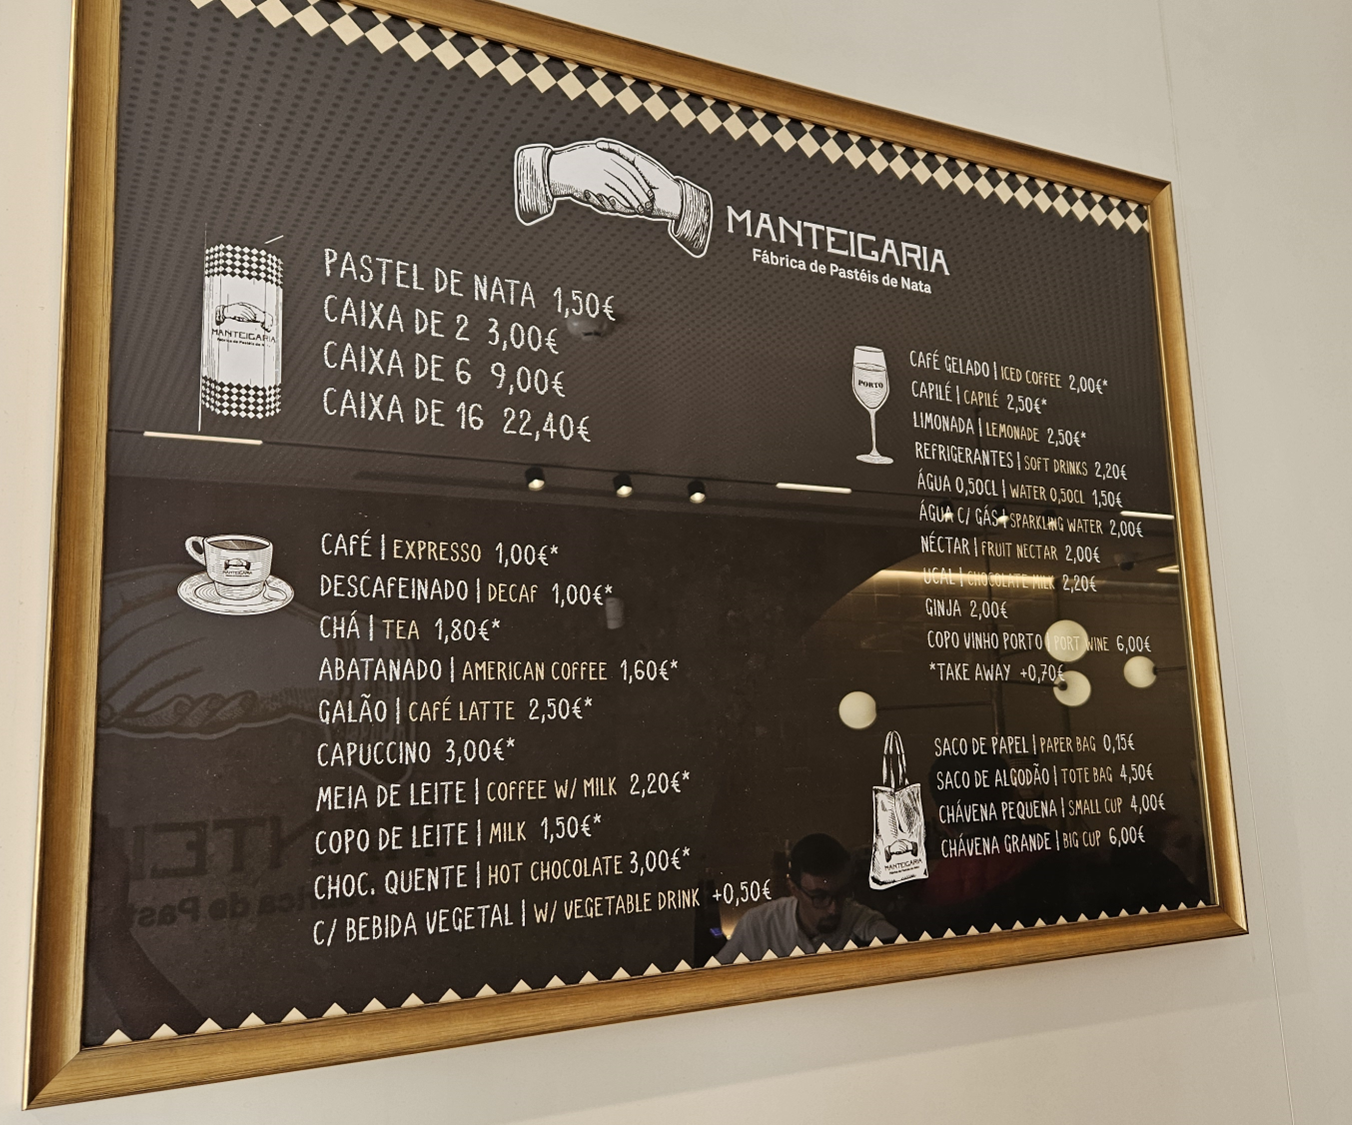 MANTEIGARIA
Fábrica de Pastéis de Nata
MANTEIGARIA
PASTEL DE NATA 1,50€
CAIXA DE 2 3,00€
CAIXA DE 6 9,00€
CAIXA DE 16 22,40€
CAFÉ | EXPRESSO 1,00€*
DESCAFEINADO | DECAF 1,00€*
CHÁ | TEA 1,80€*
ABATANADO | AMERICAN COFFEE 1,60€*
GALÃO | CAFÉ LATTE 2,50€*
CAPUCCINO 3,00€*
MEIA DE LEITE | COFFEE W/ MILK 2,20€*
COPO DE LEITE | MILK 1,50€*
CHOC. QUENTE | HOT CHOCOLATE 3,00€*
C/ BEBIDA VEGETAL | W/ VEGETABLE DRINK +0,50€
PORTO
CAFÉ GELADO | ICED COFFEE 2,00€*
CAPILÉ | CAPILÉ 2,50€*
LIMONADA | LEMONADE 2,50€*
REFRIGERANTES | SOFT DRINKS 2,20€
ÁGUA 0,50CL | WATER 0,50CL 1,50€
ÁGUA C/ GÁS | SPARKLING WATER 2,00€
NÉCTAR | FRUIT NECTAR 2,00€
UCAL | CHOCOLATE MILK 2,20€
GINJA 2,00€
COPO VINHO PORTO | PORT WINE 6,00€
*TAKE AWAY +0,70€
MANTEIGARIA
SACO DE PAPEL | PAPER BAG 0,15€
SACO DE ALGODÃO | TOTE BAG 4,50€
CHÁVENA PEQUENA | SMALL CUP 4,00€
CHÁVENA GRANDE | BIG CUP 6,00€